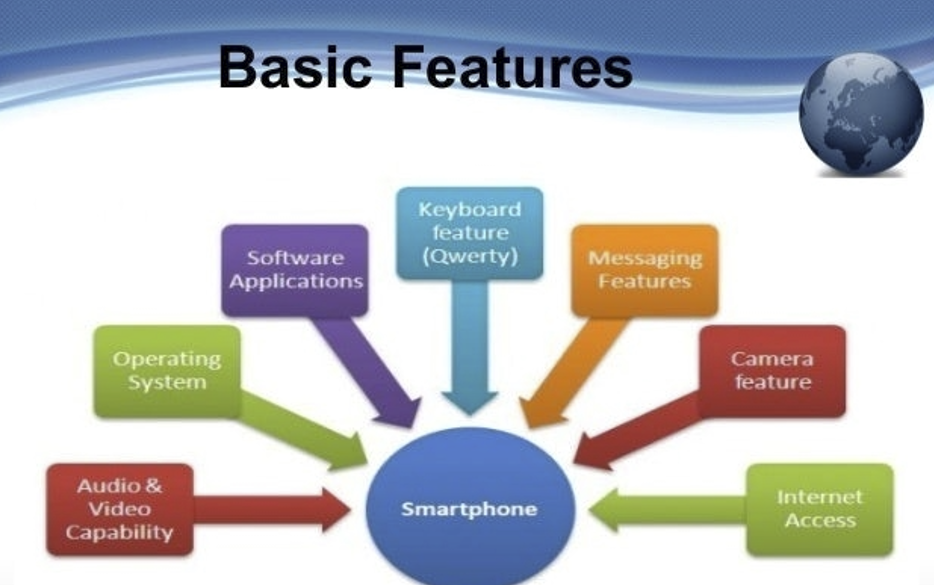 Basic Features
Keyboard
feature
(Qwerty)
Software
Applications
Messaging
Features
Operating
System
Camera
feature
Audio &
Video
Capability
Smartphone
Internet
Access